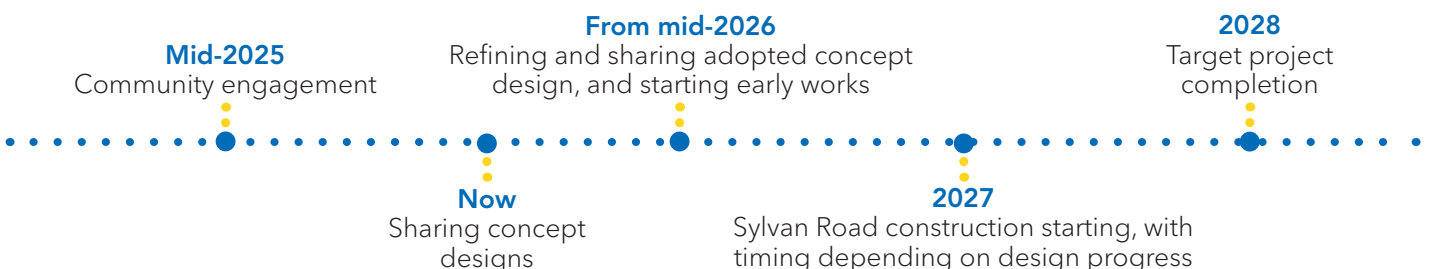 Mid-2025
Community engagement
Now
Sharing concept
designs
From mid-2026
Refining and sharing adopted concept
design, and starting early works
2027
Sylvan Road construction starting, with
timing depending on design progress
2028
Target project
completion